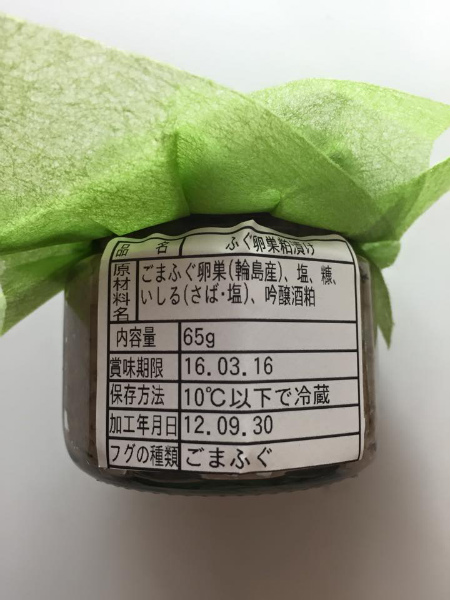 品名 ふぐ卵巣粕漬け
原材料名 ごまふぐ卵巣(輪島産)、塩、糠、
いしる(さば・塩)、吟醸酒粕
内容量 65g
賞味期限 16.03.16
保存方法 10℃以下で冷蔵
加工年月日 12.09.30
フグの種類 ごまふぐ